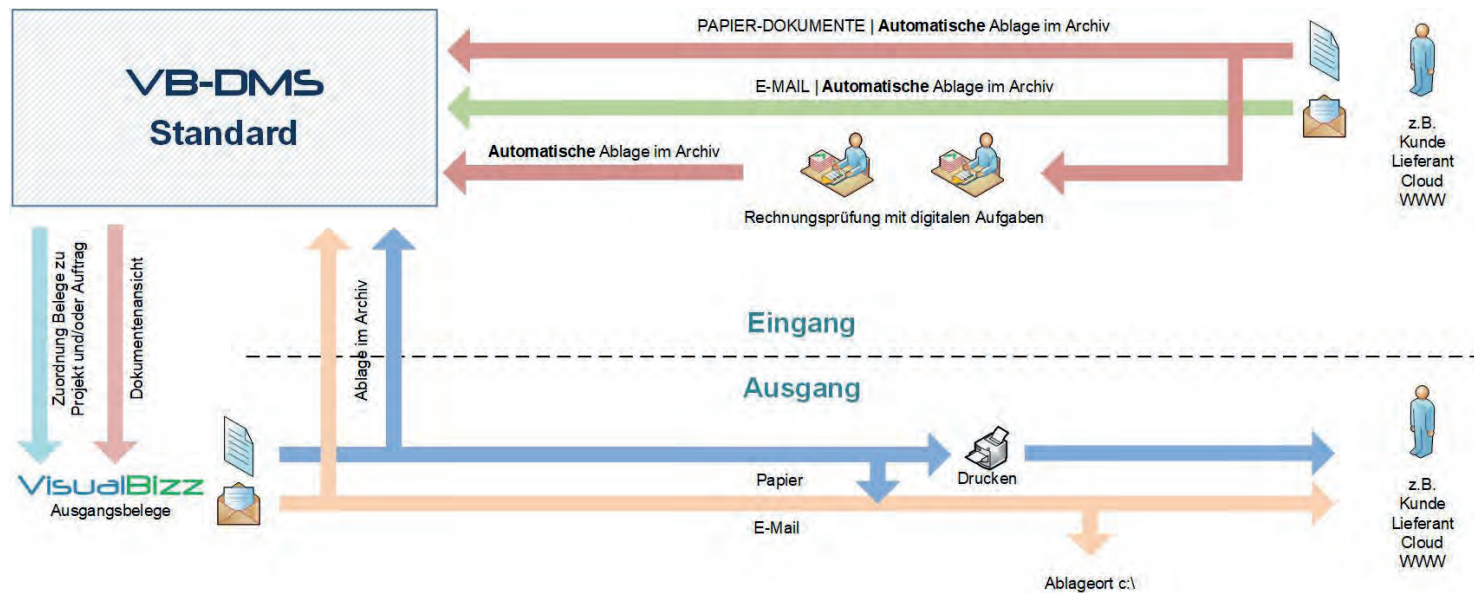 PAPIER-DOKUMENTE | Automatische Ablage im Archiv
VB-DMS
Standard
E-MAIL | Automatische Ablage im Archiv
Automatische Ablage im Archiv
Rechnungsprüfung mit digitalen Aufgaben
z.B.
Kunde
Lieferant
Cloud
WWW
Zuordnung Belege zu
Projekt und/oder Auftrag
Dokumentenansicht
Ablage im Archiv
Eingang
Ausgang
VisualBizz
Ausgangsbelege
Papier
Drucken
E-Mail
Ablageort c:\
z.B.
Kunde
Lieferant
Cloud
WWW